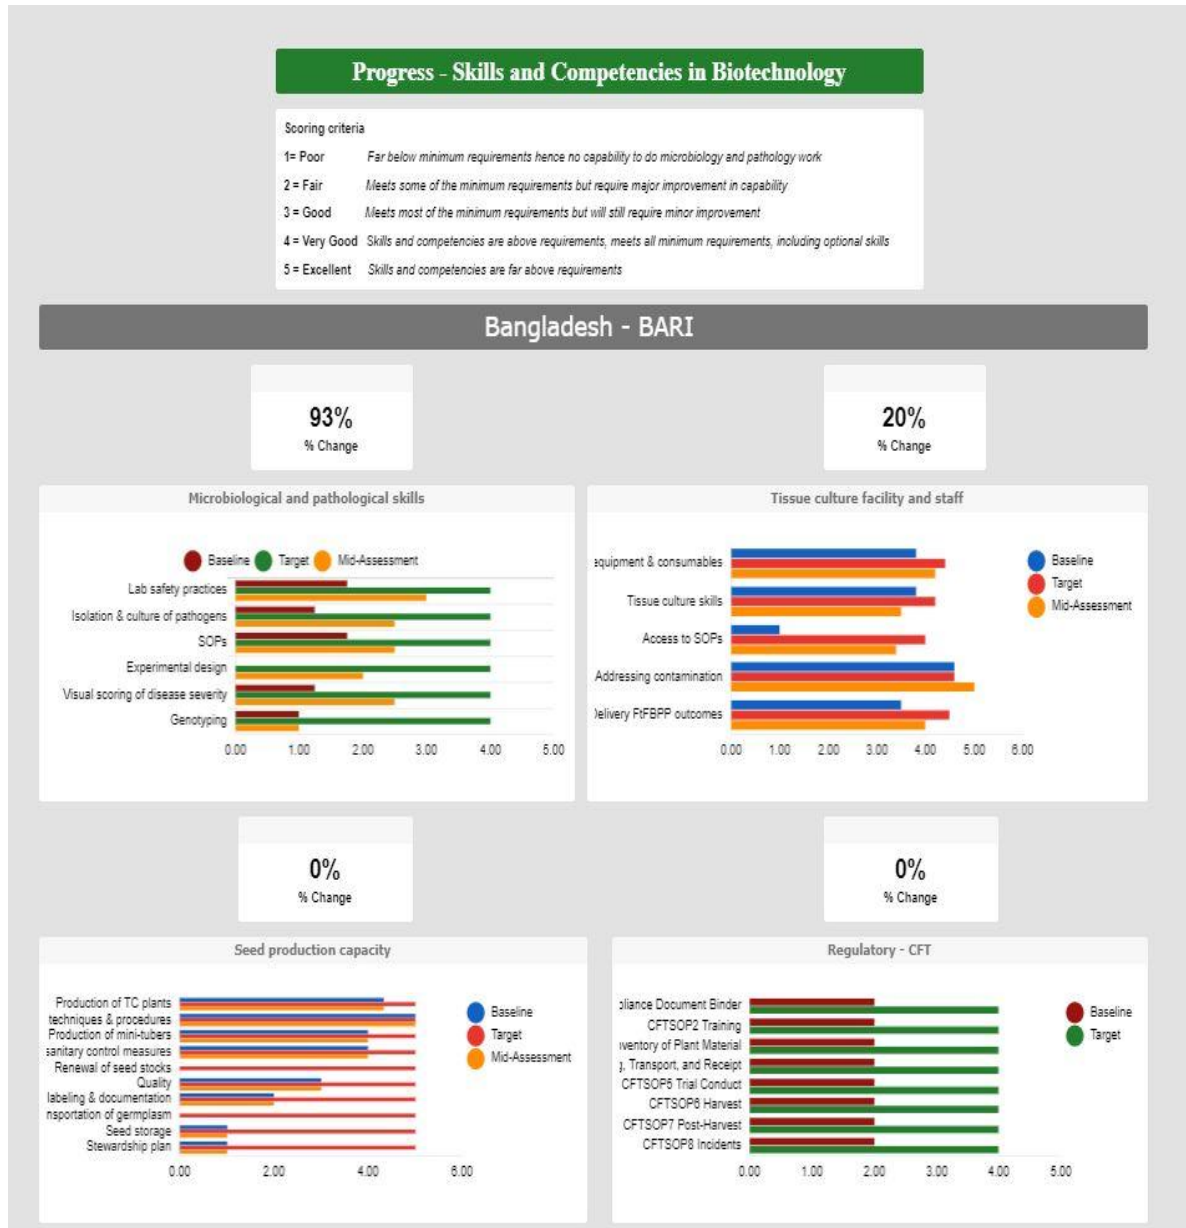 Progress - Skills and Competencies in Biotechnology
Scoring criteria
1= Poor Far below minimum requirements hence no capability to do microbiology and pathology work
2 = Fair Meets some of the minimum requirements but require major improvement in capability
3 = Good Meets most of the minimum requirements but will still require minor improvement
4 = Very Good Skills and competencies are above requirements, meets all minimum requirements, including optional skills
5 = Excellent Skills and competencies are far above requirements
Bangladesh - BARI
93%
% Change
20%
% Change
Microbiological and pathological skills
Baseline Target Mid-Assessment
Lab safety practices
Isolation & culture of pathogens
SOPs
Experimental design
Visual scoring of disease severity
Genotyping
0.00 1.00 2.00 3.00 4.00 5.00
Tissue culture facility and staff
equipment & consumables
Tissue culture skills
Access to SOPs
Addressing contamination
Delivery FtFBPP outcomes
Baseline
Target
Mid-Assessment
0.00 1.00 2.00 3.00 4.00 5.00 6.00
0%
% Change
0%
% Change
Seed production capacity
Production of TC plants
techniques & procedures
Production of mini-tubers
sanitary control measures
Renewal of seed stocks
Quality
labeling & documentation
nsportation of germplasm
Seed storage
Stewardship plan
Baseline
Target
Mid-Assessment
0.00 2.00 4.00 6.00
Regulatory - CFT
pliance Document Binder
CFTSOP2 Training
nventory of Plant Material
g, Transport, and Receipt
CFTSOP5 Trial Conduct
CFTSOP6 Harvest
CFTSOP7 Post-Harvest
CFTSOP8 Incidents
Baseline
Target
0.00 1.00 2.00 3.00 4.00 5.00